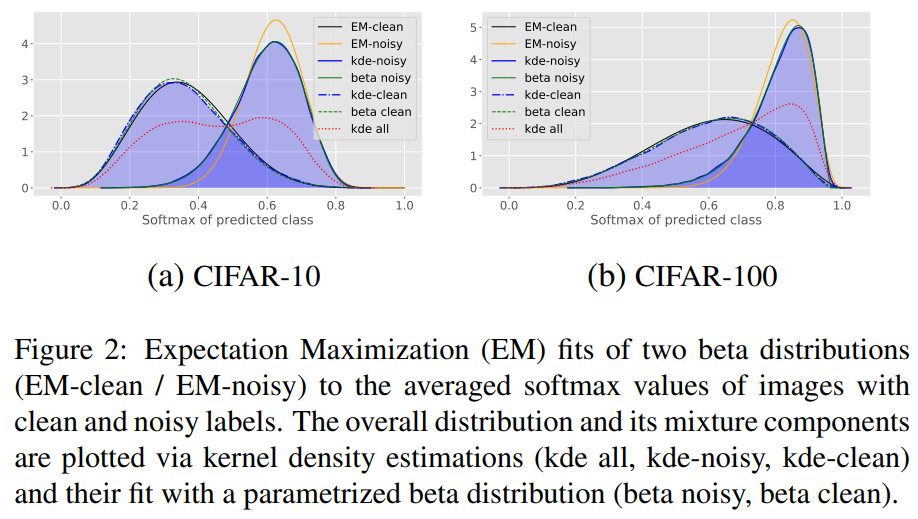 EM-clean
EM-noisy
kde-noisy
beta noisy
kde-clean
beta clean
kde all
4
3
2
1
0
0.0 0.2 0.4 0.6 0.8 1.0
Softmax of predicted class
(a) CIFAR-10
EM-clean
EM-noisy
kde-noisy
beta noisy
kde-clean
beta clean
kde all
5
4
3
2
1
0
0.0 0.2 0.4 0.6 0.8 1.0
Softmax of predicted class
(b) CIFAR-100
Figure 2: Expectation Maximization (EM) fits of two beta distributions
(EM-clean / EM-noisy) to the averaged softmax values of images with
clean and noisy labels. The overall distribution and its mixture components
are plotted via kernel density estimations (kde all, kde-noisy, kde-clean)
and their fit with a parametrized beta distribution (beta noisy, beta clean).